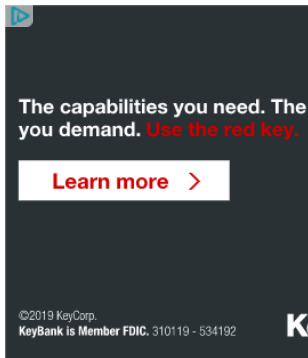 The capabilities you need. The
you demand. Use the red key.
Learn more >
©2019 KeyCorp.
KeyBank is Member FDIC. 310119 - 534192
K